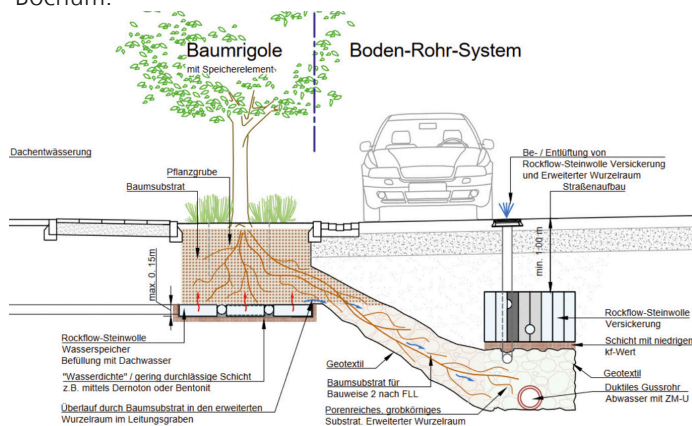 Bochum.
Baumrigole
mit Speicherelement
Boden-Rohr-System
Dachentwässerung
Pflanzgrube
Baumsubstrat
Be- / Entlüftung von
Rockflow-Steinwolle Versickerung
und Erweiterter Wurzelraum
Straßenaufbau
max. 0. 15m
min. 1·00 m
Rockflow-Steinwolle
Wasserspeicher
Befüllung mit Dachwasser
"Wasserdichte" / gering durchlässige Schicht
z.B. mittels Dernoton oder Bentonit
Überlauf durch Baumsubstrat in den erweiterten
Wurzelraum im Leitungsgraben
Geotextil
Baumsubstrat für
Bauweise 2 nach FLL
Porenreiches, grobkörniges
Substrat. Erweiterter Wurzelraum
Rockflow-Steinwolle
Versickerung
Schicht mit niedrigen
kf-Wert
Geotextil
Duktiles Gussrohr
Abwasser mit ZM-U